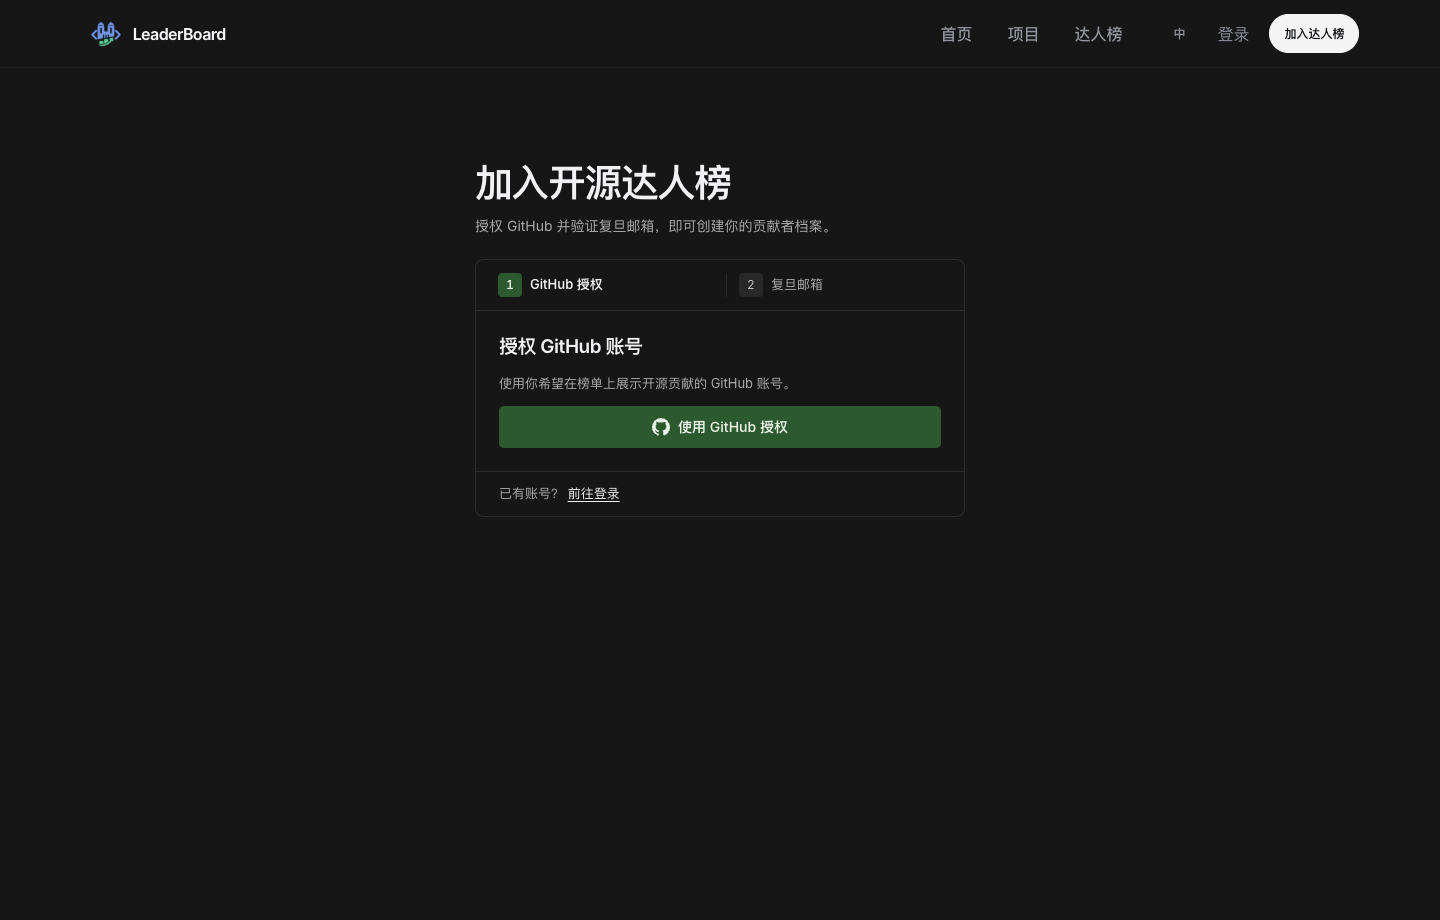 LeaderBoard
首页
项目
达人榜
中
登录
加入达人榜
加入开源达人榜
授权 GitHub 并验证复旦邮箱，即可创建你的贡献者档案。
1 GitHub 授权
2 复旦邮箱
授权 GitHub 账号
使用你希望在榜单上展示开源贡献的 GitHub 账号。
使用 GitHub 授权
已有账号? 前往登录